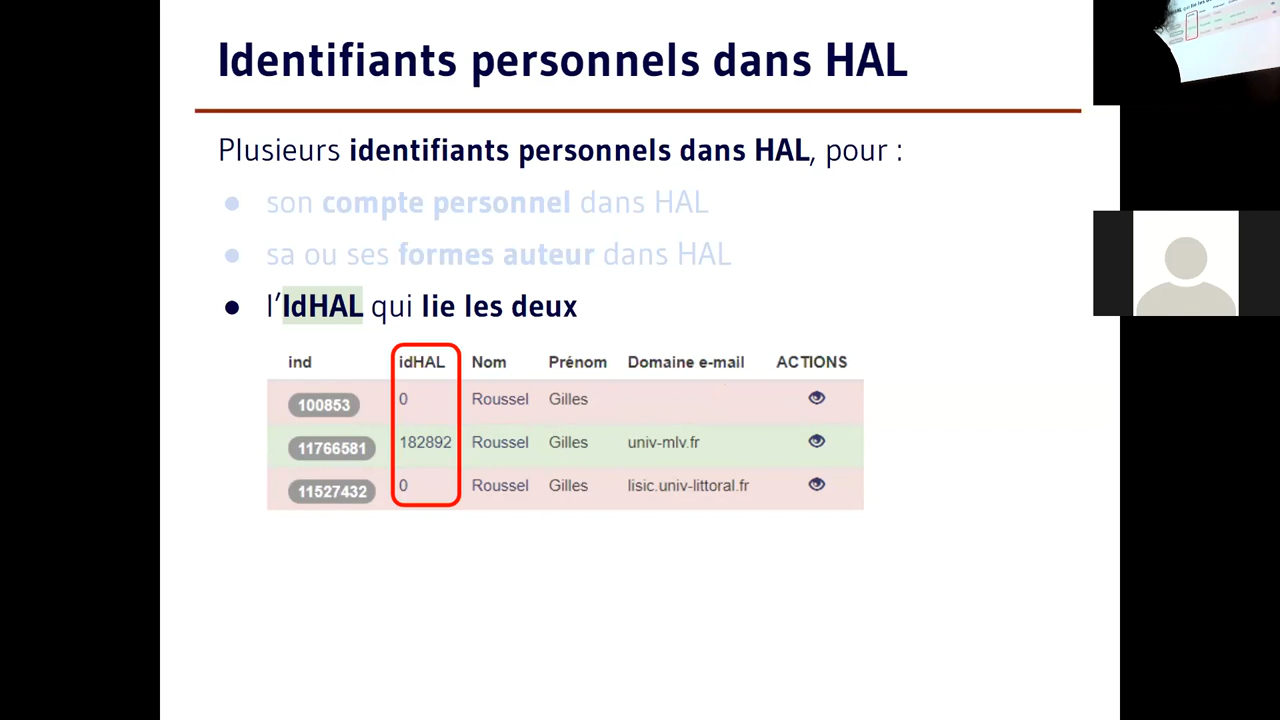 Identifiants personnels dans HAL
Plusieurs identifiants personnels dans HAL, pour :
● son compte personnel dans HAL
● sa ou ses formes auteur dans HAL
● l’IdHAL qui lie les deux
ind idHAL Nom Prénom Domaine e-mail ACTIONS
100853 0 Roussel Gilles
11766581 182892 Roussel Gilles univ-mlv.fr
11527432 0 Roussel Gilles lisic.univ-littoral.fr